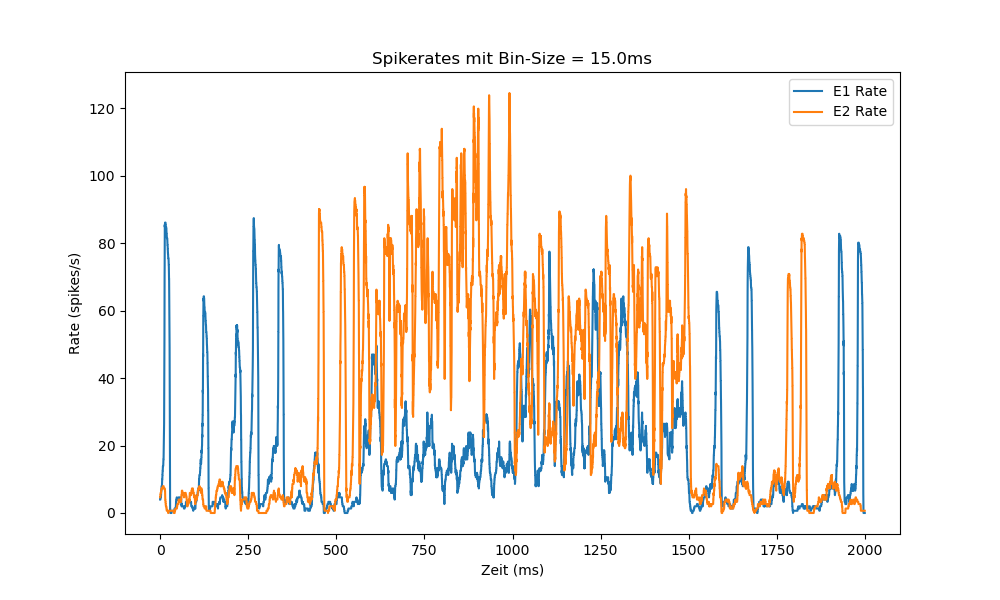 Spikerates mit Bin-Size = 15.0ms
E1 Rate
E2 Rate
120
100
80
60
40
20
0
Rate (spikes/s)
0 250 500 750 1000 1250 1500 1750 2000
Zeit (ms)